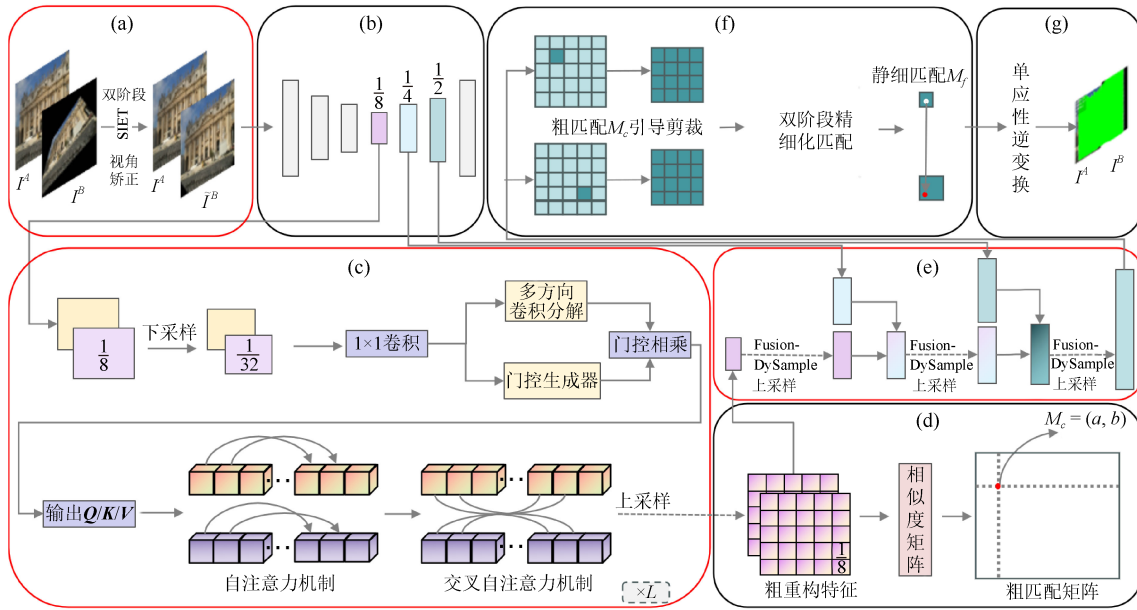 (a)
双阶段
SIET
视角
矫正
I^A
I^B
I^A
Ĩ^B
(b)
1/8
1/4
1/2
(f)
粗匹配M_c引导剪裁
双阶段精
细化匹配
静细匹配M_f
(g)
单应性逆变换
I^A
I^B
(c)
1/8
下采样
1/32
1×1卷积
多方向
卷积分解
门控生成器
门控相乘
输出Q/K/V
自注意力机制
交叉自注意力机制
×L
上采样
(e)
Fusion-
DySample
上采样
Fusion-
DySample
上采样
Fusion-
DySample
上采样
(d)
1/8
粗重构特征
相似度矩阵
M_c = (a, b)
粗匹配矩阵